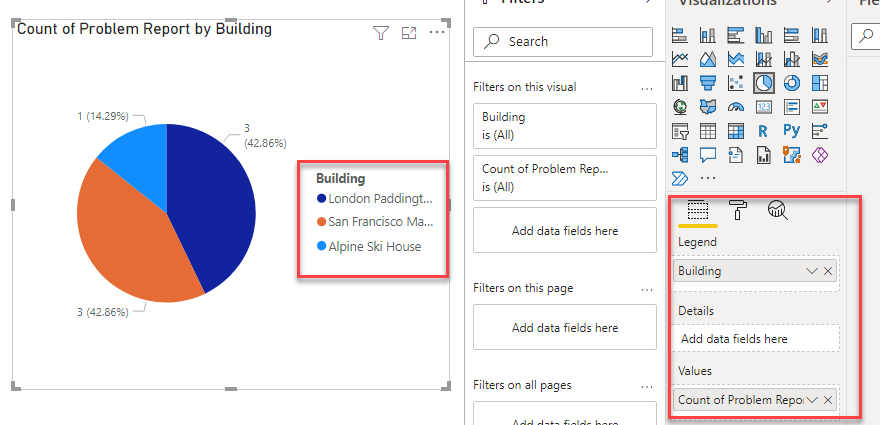 Count of Problem Report by Building
1 (14.29%)
3
(42.86%)
3 (42.86%)
Building
London Paddingt...
San Francisco Ma...
Alpine Ski House
Filters
Search
Filters on this visual
Building
is (All)
Count of Problem Rep...
is (All)
Add data fields here
Filters on this page
Add data fields here
Filters on all pages
Add data fields here
Visualizations
123
R
Py
Legend
Building
Details
Add data fields here
Values
Count of Problem Repor